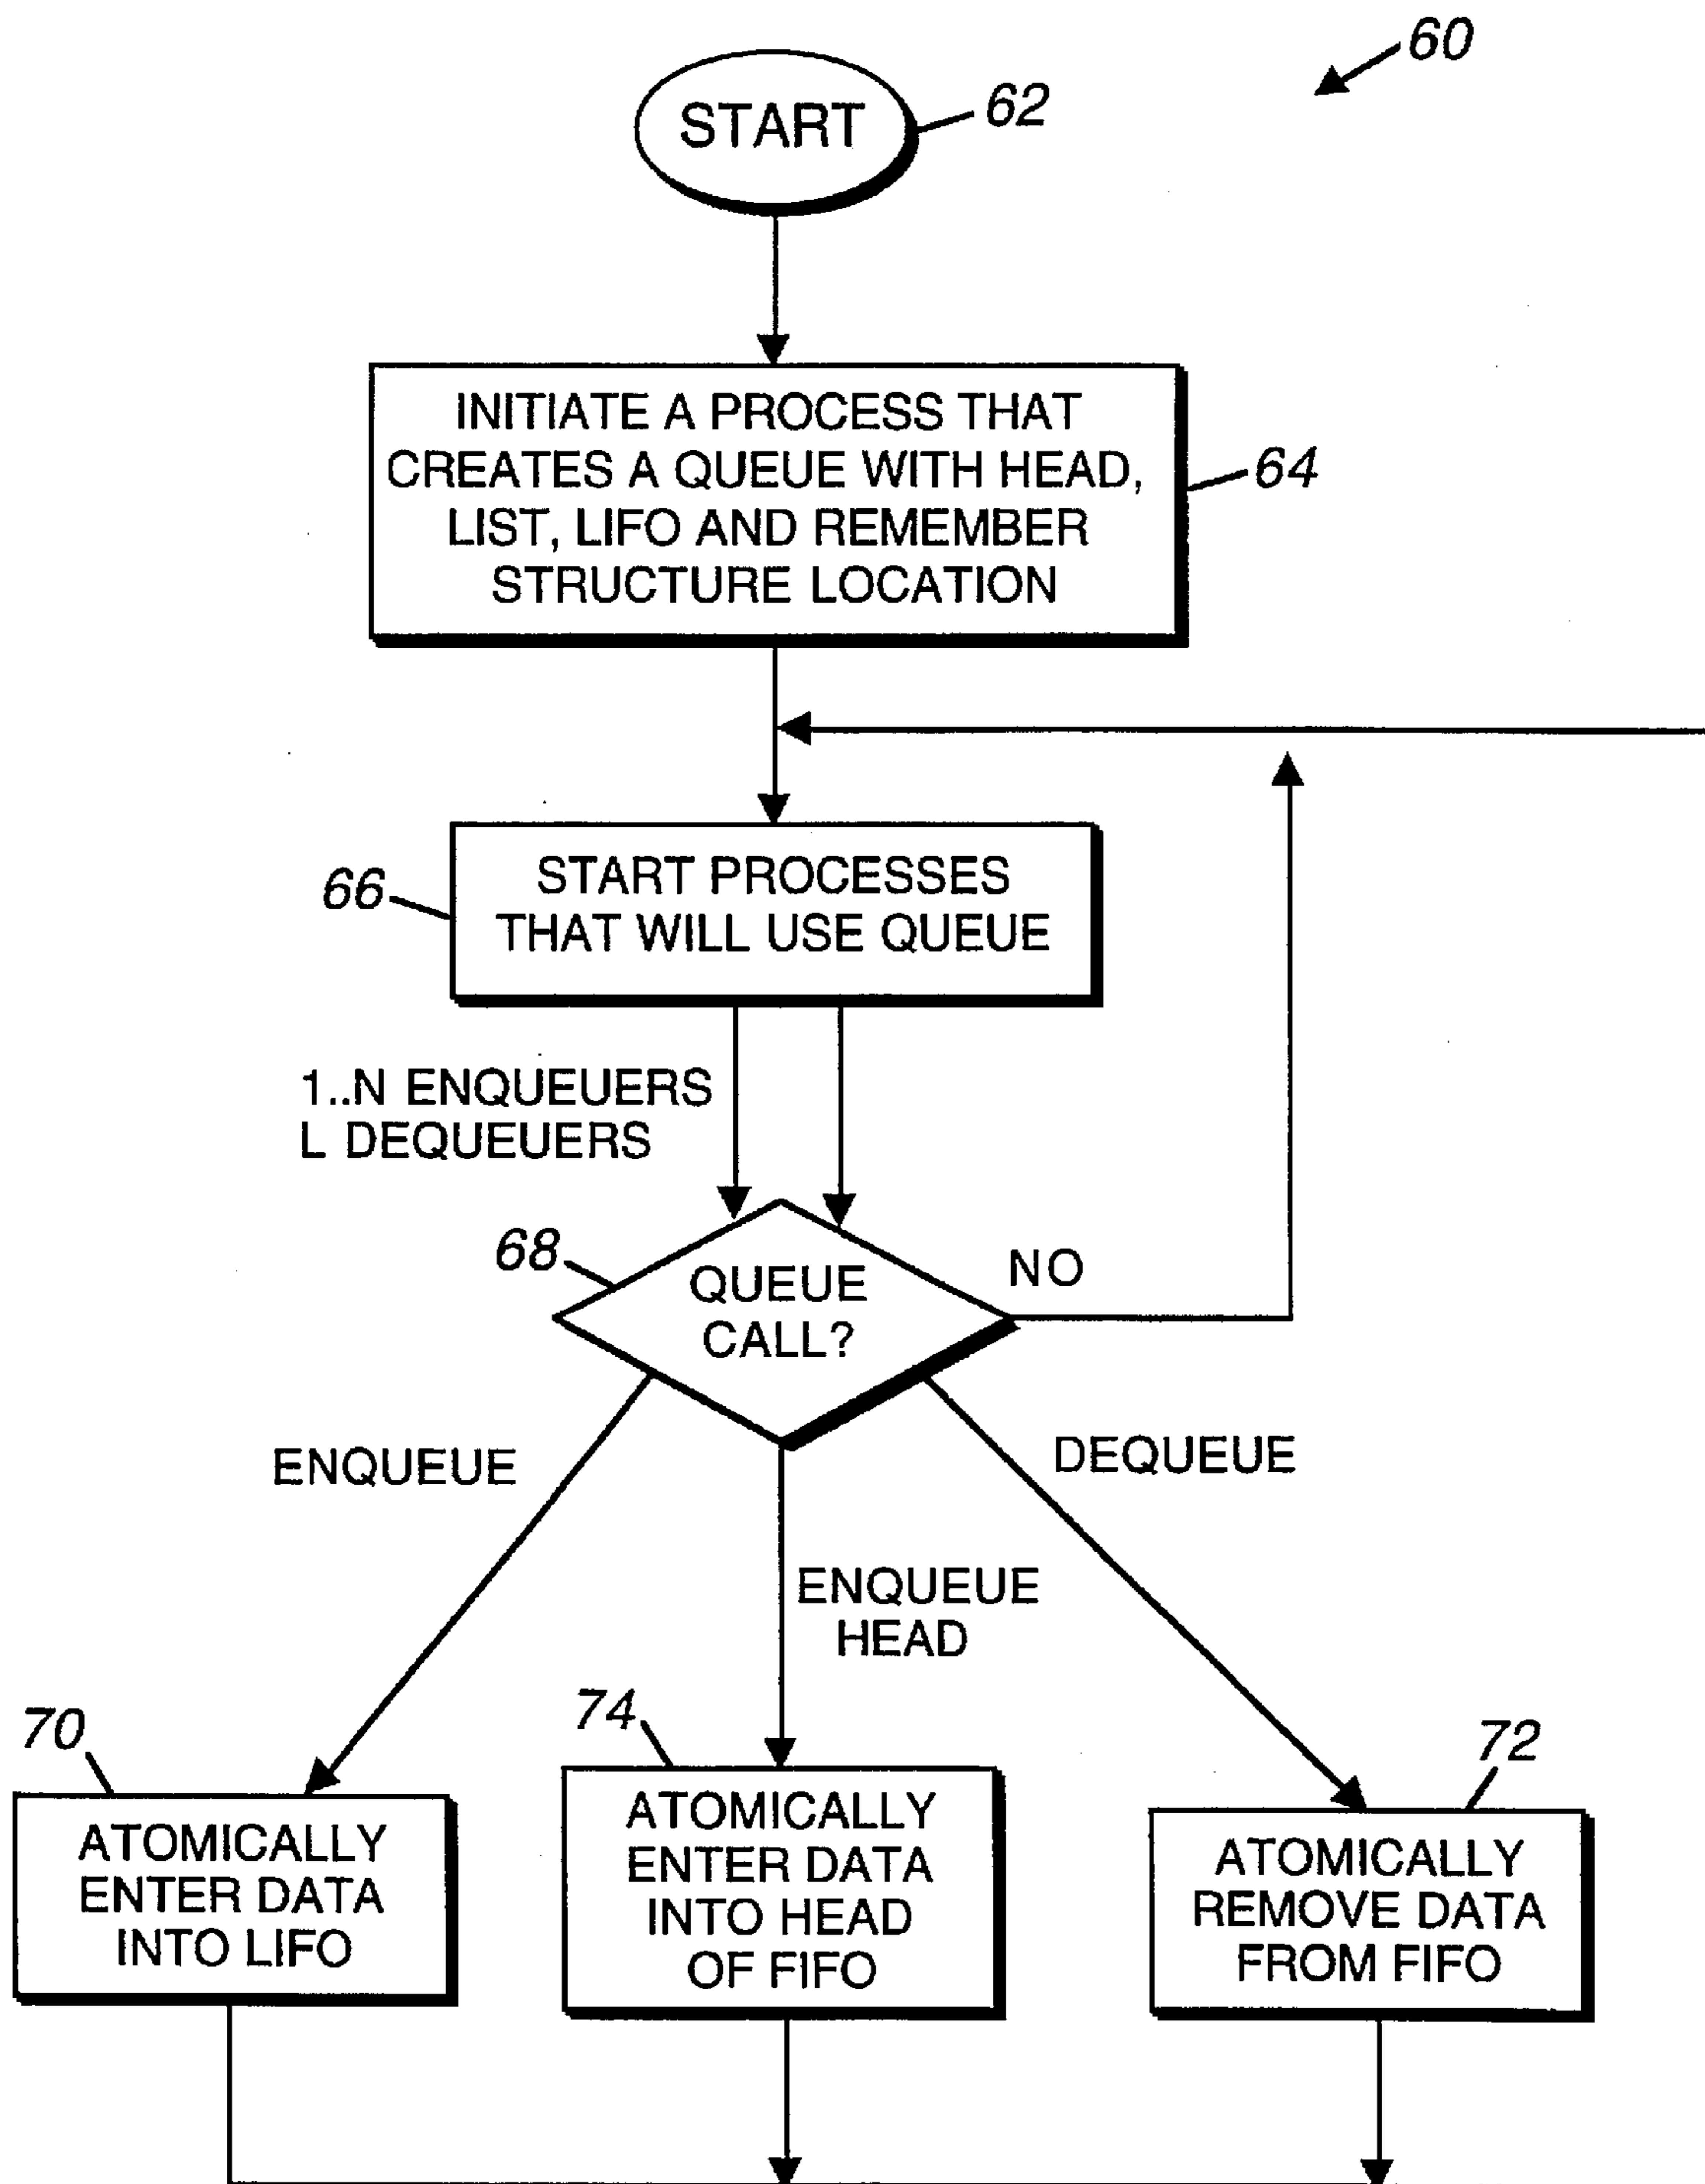 60
START
62
INITIATE A PROCESS THAT
CREATES A QUEUE WITH HEAD,
LIST, LIFO AND REMEMBER
STRUCTURE LOCATION
64
66
START PROCESSES
THAT WILL USE QUEUE
1..N ENQUEUERS
L DEQUEUERS
68
QUEUE
CALL?
NO
ENQUEUE
DEQUEUE
ENQUEUE
HEAD
70
ATOMICALLY
ENTER DATA
INTO LIFO
74
ATOMICALLY
ENTER DATA
INTO HEAD
OF FIFO
72
ATOMICALLY
REMOVE DATA
FROM FIFO